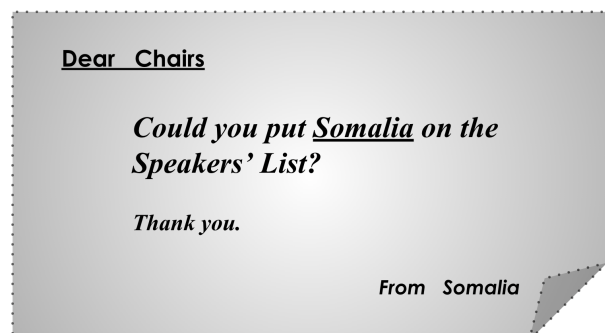 Dear Chairs
Could you put Somalia on the
Speakers' List?
Thank you.
From Somalia